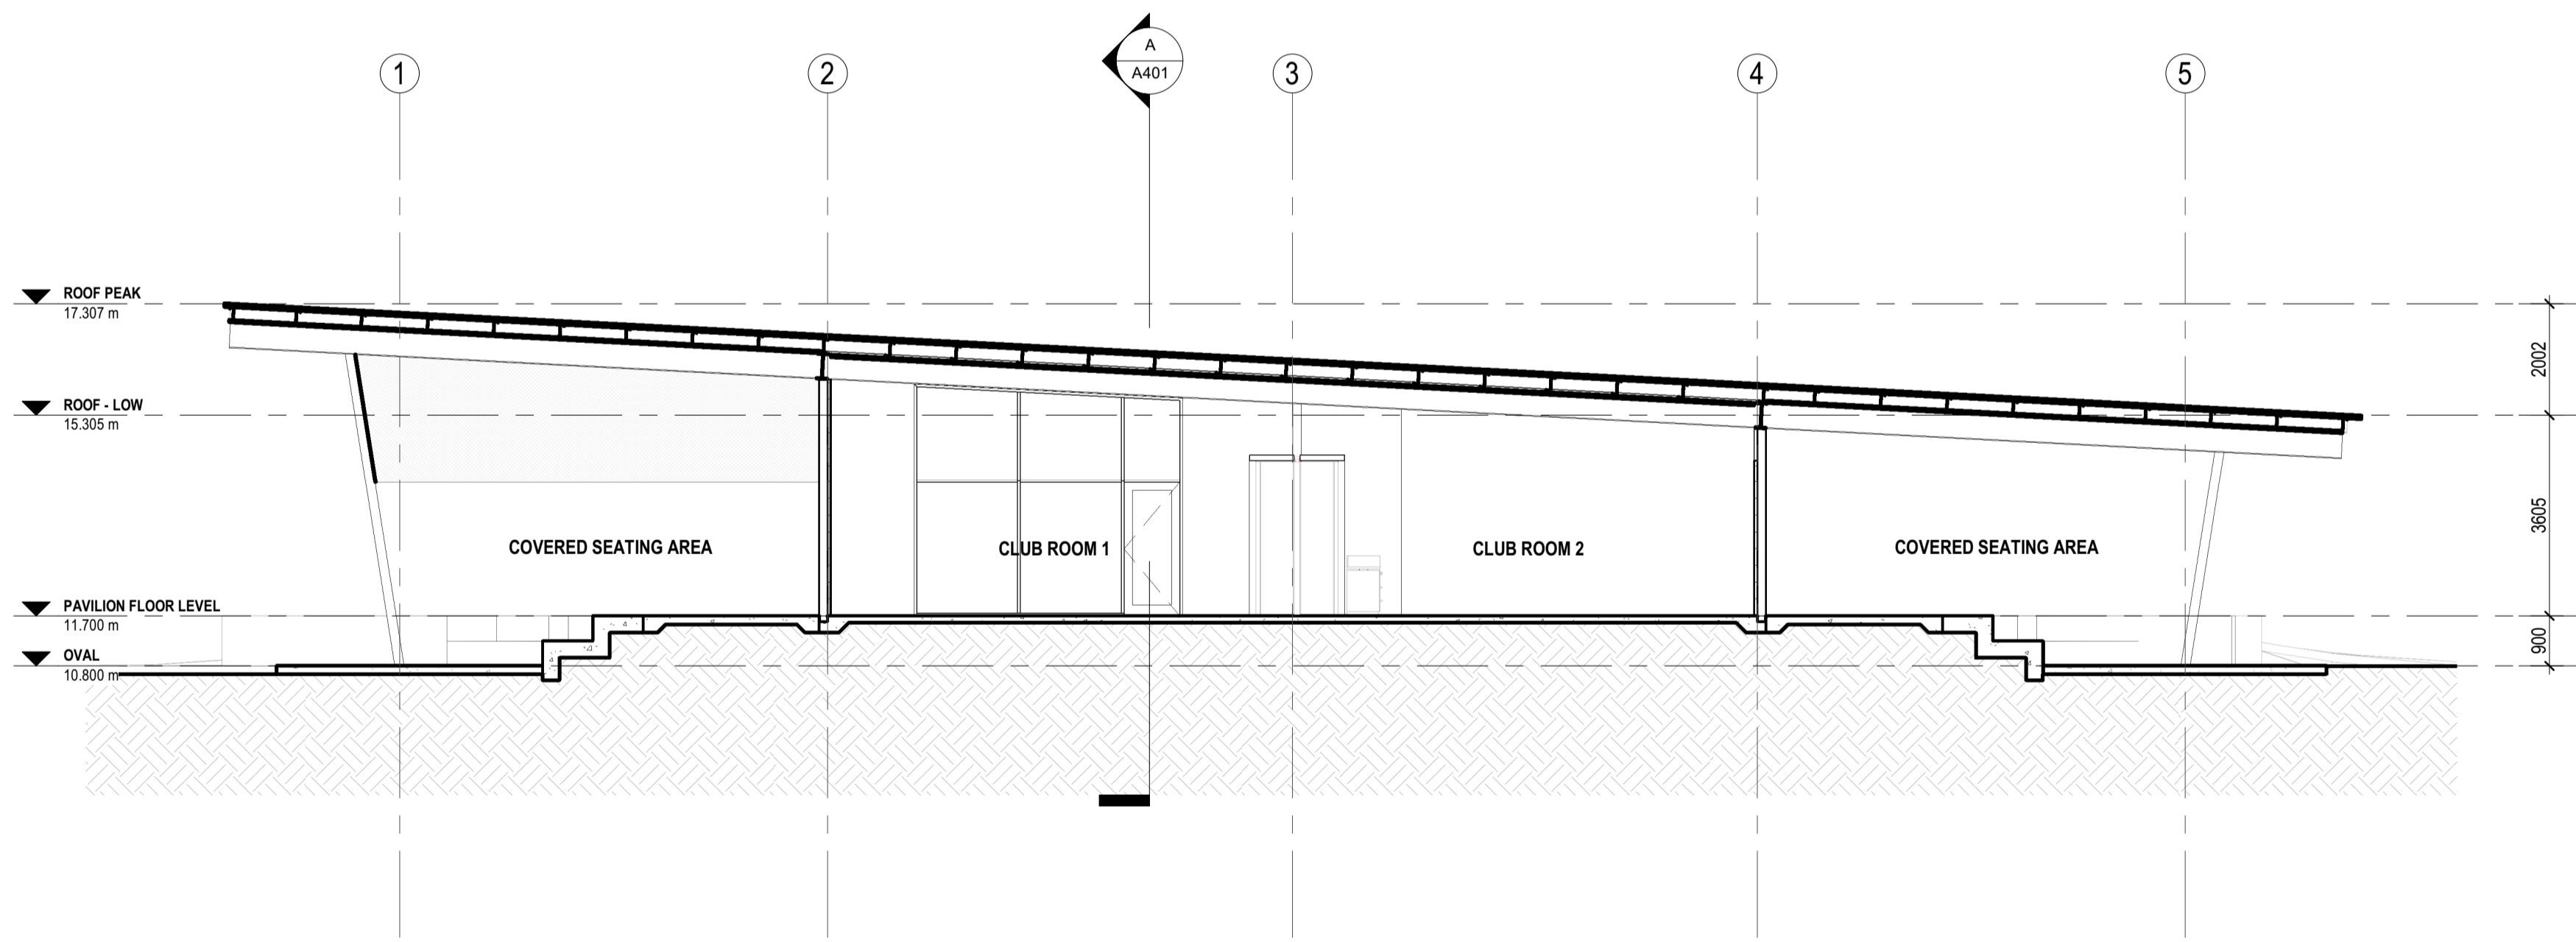 1
2
A
A401
3
4
5
ROOF PEAK
17.307 m
ROOF - LOW
15.305 m
2002
3605
COVERED SEATING AREA
CLUB ROOM 1
CLUB ROOM 2
COVERED SEATING AREA
PAVILION FLOOR LEVEL
11.700 m
900
OVAL
10.800 m